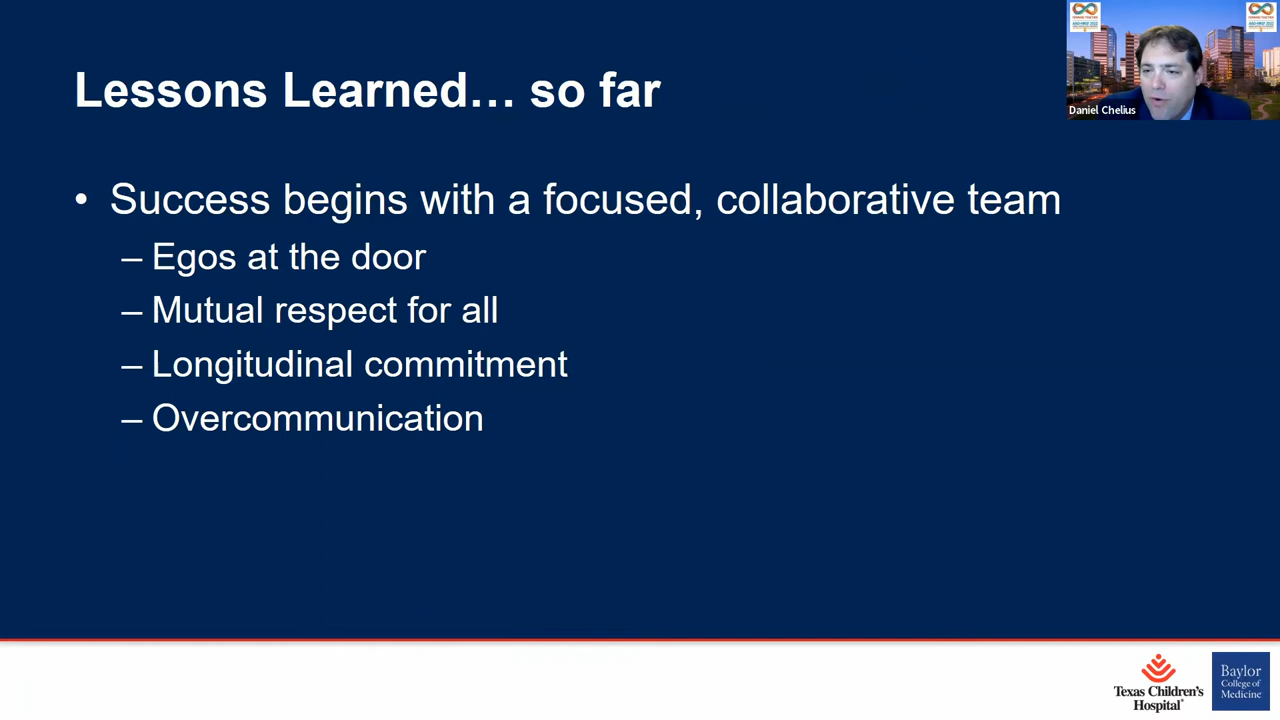 Lessons Learned… so far
Daniel Chelius
• Success begins with a focused, collaborative team
– Egos at the door
– Mutual respect for all
– Longitudinal commitment
– Overcommunication
Texas Children's
Hospital®
Baylor
College of
Medicine